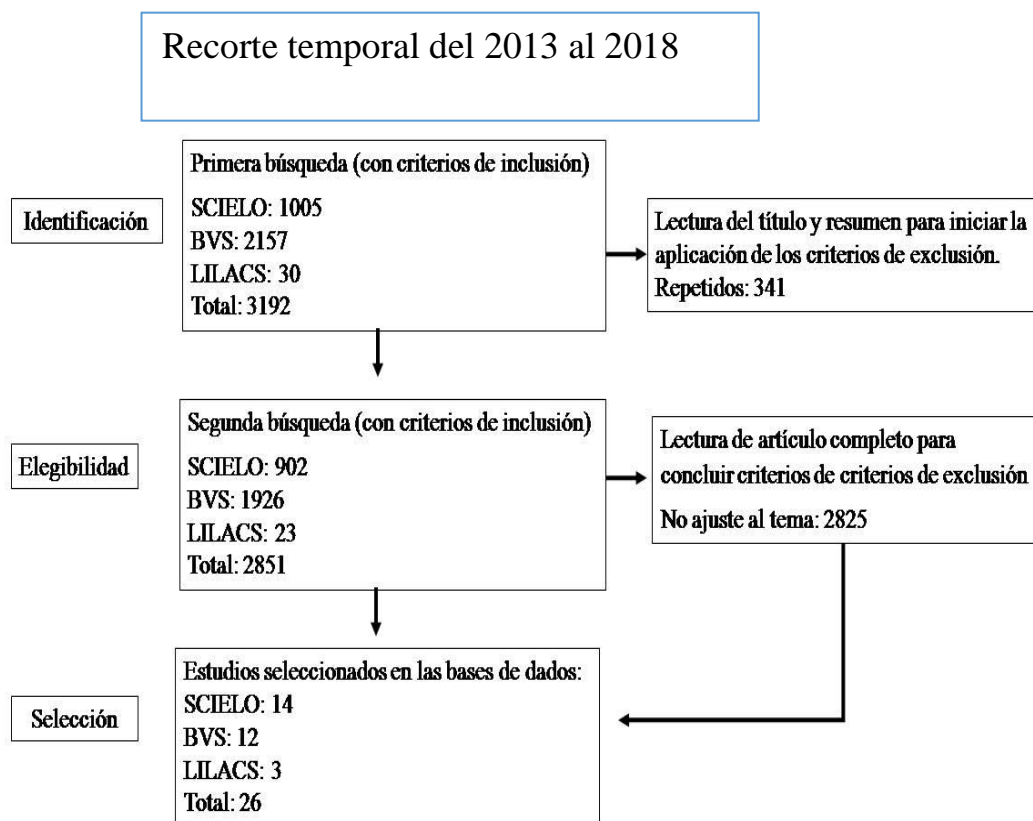 Recorte temporal del 2013 al 2018
Identificación
Primera búsqueda (con criterios de inclusión)
SCIELO: 1005
BVS: 2157
LILACS: 30
Total: 3192
Lectura del título y resumen para iniciar la
aplicación de los criterios de exclusión.
Repetidos: 341
Elegibilidad
Segunda búsqueda (con criterios de inclusión)
SCIELO: 902
BVS: 1926
LILACS: 23
Total: 2851
Lectura de artículo completo para
concluir criterios de criterios de exclusión
No ajuste al tema: 2825
Selección
Estudios seleccionados en las bases de dados:
SCIELO: 14
BVS: 12
LILACS: 3
Total: 26